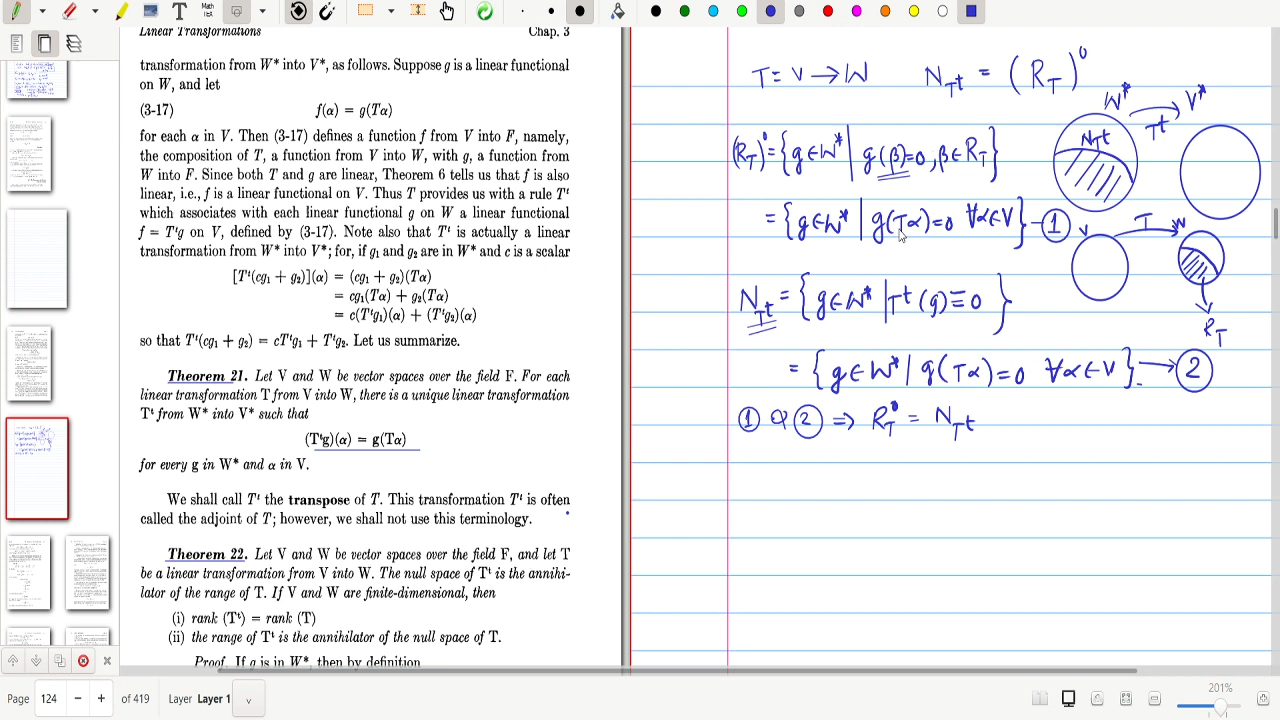 Linear Transformations Chap. 3
transformation from W* into V*, as follows. Suppose g is a linear functional
on W, and let
(3-17) f(α) = g(Tα)
for each α in V. Then (3-17) defines a function f from V into F, namely,
the composition of T, a function from V into W, with g, a function from
W into F. Since both T and g are linear, Theorem 6 tells us that f is also
linear, i.e., f is a linear functional on V. Thus T provides us with a rule Tᵗ
which associates with each linear functional g on W a linear functional
f = Tᵗg on V, defined by (3-17). Note also that Tᵗ is actually a linear
transformation from W* into V*; for, if g₁ and g₂ are in W* and c is a scalar
[Tᵗ(cg₁ + g₂)](α) = (cg₁ + g₂)(Tα)
= cg₁(Tα) + g₂(Tα)
= c(Tᵗg₁)(α) + (Tᵗg₂)(α)
so that Tᵗ(cg₁ + g₂) = cTᵗg₁ + Tᵗg₂. Let us summarize.
Theorem 21. Let V and W be vector spaces over the field F. For each
linear transformation T from V into W, there is a unique linear transformation
Tᵗ from W* into V* such that
(Tᵗg)(α) = g(Tα)
for every g in W* and α in V.
We shall call Tᵗ the transpose of T. This transformation Tᵗ is often
called the adjoint of T; however, we shall not use this terminology.
Theorem 22. Let V and W be vector spaces over the field F, and let T
be a linear transformation from V into W. The null space of Tᵗ is the annihi-
lator of the range of T. If V and W are finite-dimensional, then
(i) rank (Tᵗ) = rank (T)
(ii) the range of Tᵗ is the annihilator of the null space of T.
Proof. If g is in W*, then by definition
T = V → W N_Tt = (R_T)⁰
W* → V*
Tt
N_Tt
(R_T)⁰ = {g ∈ W* | g(β)=0, β ∈ R_T}
= {g ∈ W* | g(Tα)=0 ∀α∈V} - ①
V T W
R_T
N_Tt = {g ∈ W* | Tᵗ(g) ≡ 0 }
= {g ∈ W* | g(Tα)=0 ∀α∈V} → ②
① & ② ⇒ R_T⁰ = N_Tt
Page 124 − + of 419 Layer Layer 1
201%